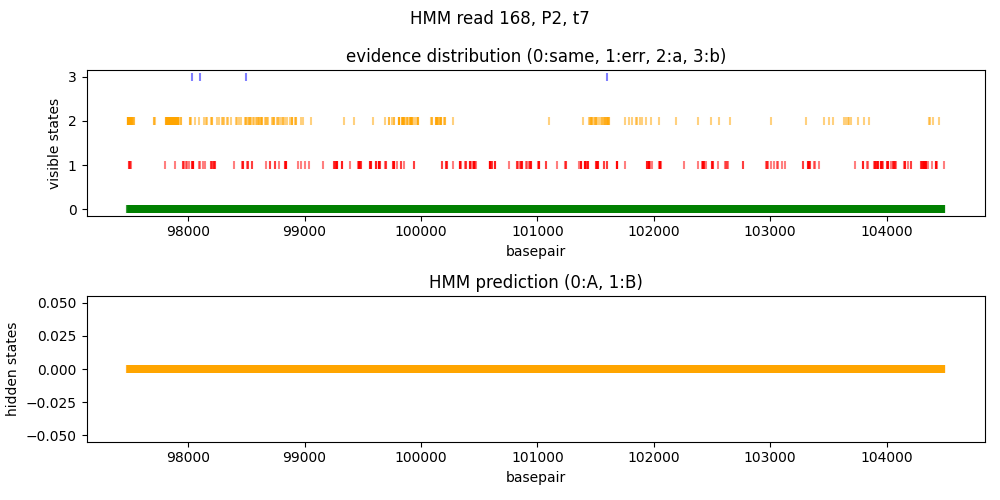 HMM read 168, P2, t7
evidence distribution (0:same, 1:err, 2:a, 3:b)
visible states
3
2
1
0
98000 99000 100000 101000 102000 103000 104000
basepair
HMM prediction (0:A, 1:B)
hidden states
0.050
0.025
0.000
−0.025
−0.050
98000 99000 100000 101000 102000 103000 104000
basepair